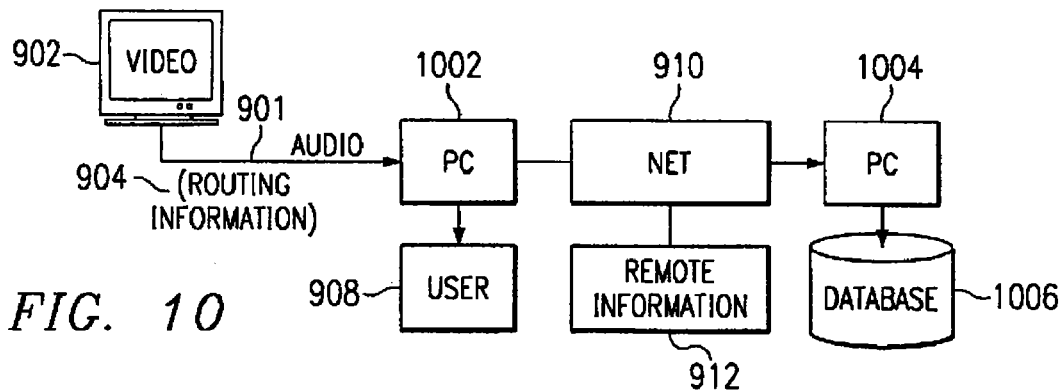 902
VIDEO
901
AUDIO
904
(ROUTING
INFORMATION)
1002
PC
910
NET
1004
PC
908
USER
REMOTE
INFORMATION
912
DATABASE
1006
FIG. 10